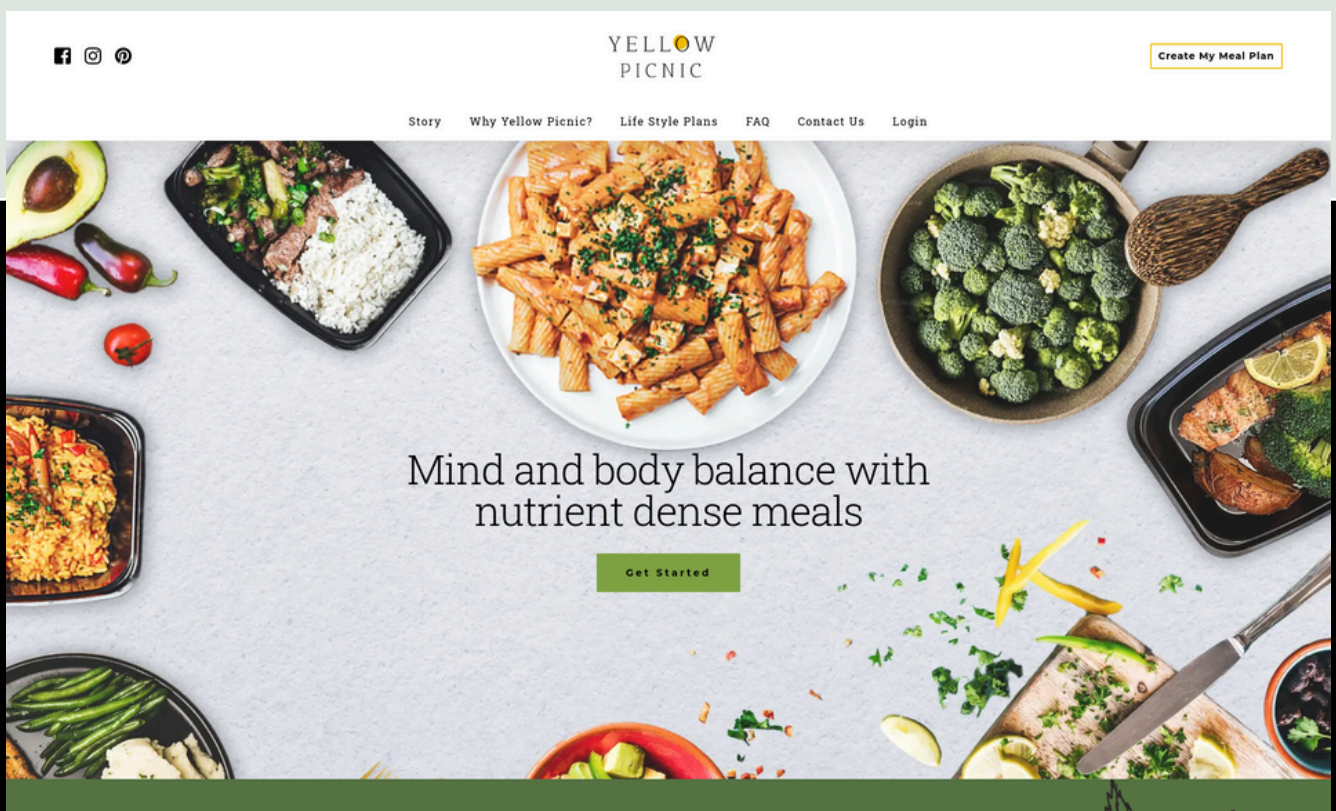 YELLOW
PICNIC
Create My Meal Plan
Story Why Yellow Picnic? Life Style Plans FAQ Contact Us Login
Mind and body balance with
nutrient dense meals
Get Started